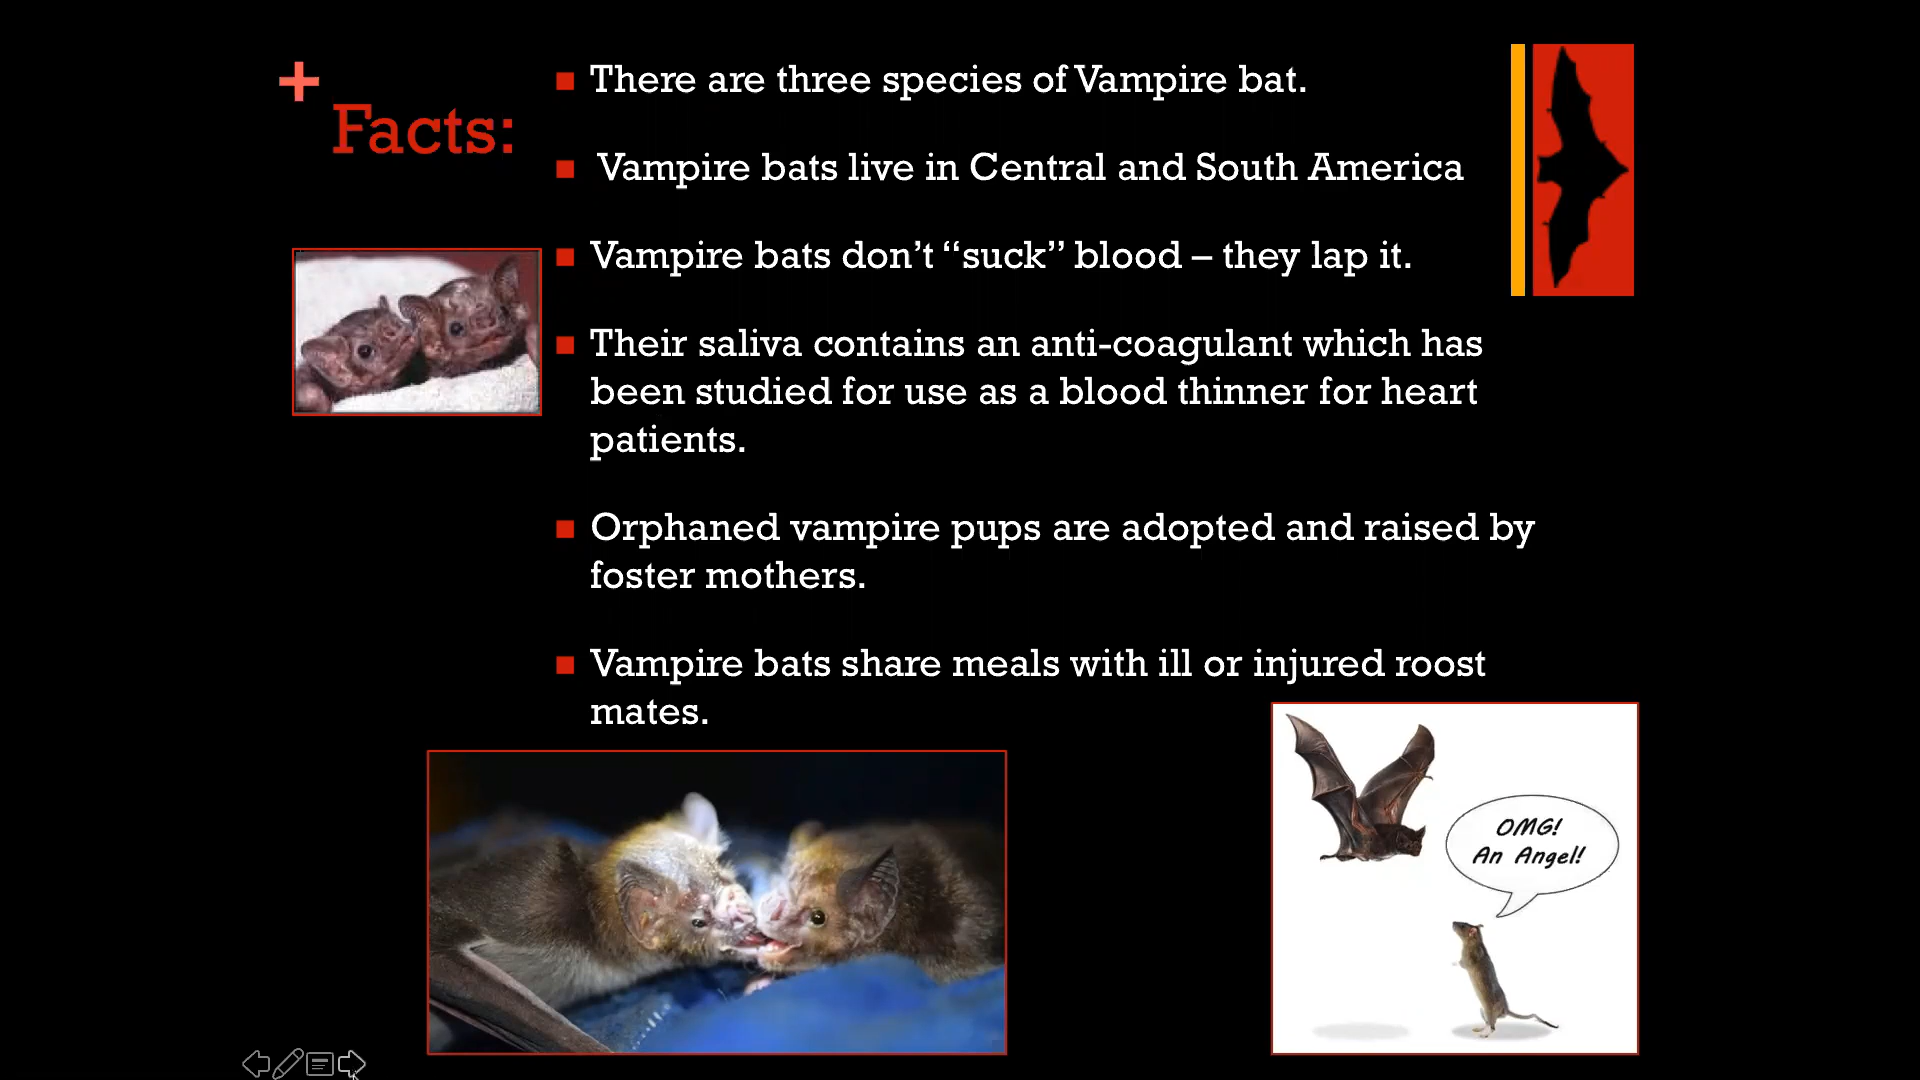 Facts:
There are three species of Vampire bat.
Vampire bats live in Central and South America
Vampire bats don’t “suck” blood – they lap it.
Their saliva contains an anti-coagulant which has
been studied for use as a blood thinner for heart
patients.
Orphaned vampire pups are adopted and raised by
foster mothers.
Vampire bats share meals with ill or injured roost
mates.
OMG!
An Angel!